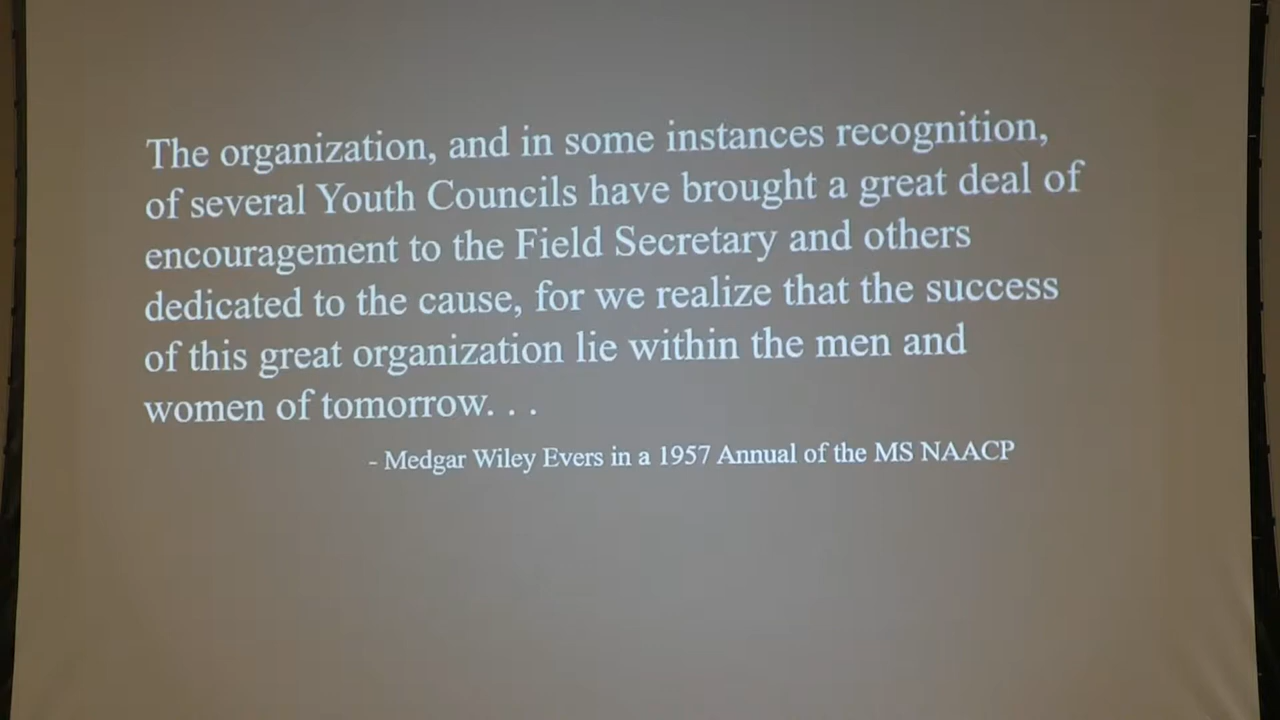 The organization, and in some instances recognition,
of several Youth Councils have brought a great deal of
encouragement to the Field Secretary and others
dedicated to the cause, for we realize that the success
of this great organization lie within the men and
women of tomorrow. . .
- Medgar Wiley Evers in a 1957 Annual of the MS NAACP